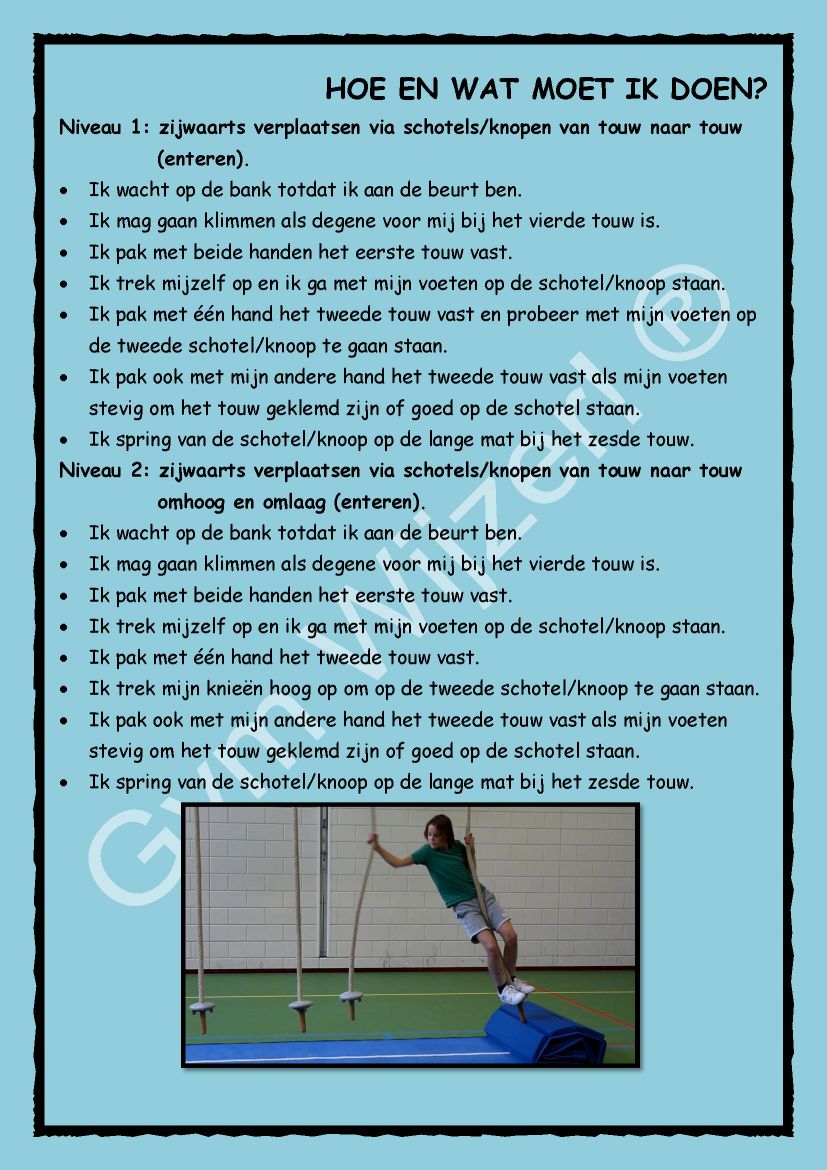 HOE EN WAT MOET IK DOEN?
Niveau 1: zijwaarts verplaatsen via schotels/knopen van touw naar touw
(enteren).
• Ik wacht op de bank totdat ik aan de beurt ben.
• Ik mag gaan klimmen als degene voor mij bij het vierde touw is.
• Ik pak met beide handen het eerste touw vast.
• Ik trek mijzelf op en ik ga met mijn voeten op de schotel/knoop staan.
• Ik pak met één hand het tweede touw vast en probeer met mijn voeten op
de tweede schotel/knoop te gaan staan.
• Ik pak ook met mijn andere hand het tweede touw vast als mijn voeten
stevig om het touw geklemd zijn of goed op de schotel staan.
• Ik spring van de schotel/knoop op de lange mat bij het zesde touw.
Niveau 2: zijwaarts verplaatsen via schotels/knopen van touw naar touw
omhoog en omlaag (enteren).
• Ik wacht op de bank totdat ik aan de beurt ben.
• Ik mag gaan klimmen als degene voor mij bij het vierde touw is.
• Ik pak met beide handen het eerste touw vast.
• Ik trek mijzelf op en ik ga met mijn voeten op de schotel/knoop staan.
• Ik pak met één hand het tweede touw vast.
• Ik trek mijn knieën hoog op om op de tweede schotel/knoop te gaan staan.
• Ik pak ook met mijn andere hand het tweede touw vast als mijn voeten
stevig om het touw geklemd zijn of goed op de schotel staan.
• Ik spring van de schotel/knoop op de lange mat bij het zesde touw.
Gym Wijzer! ®